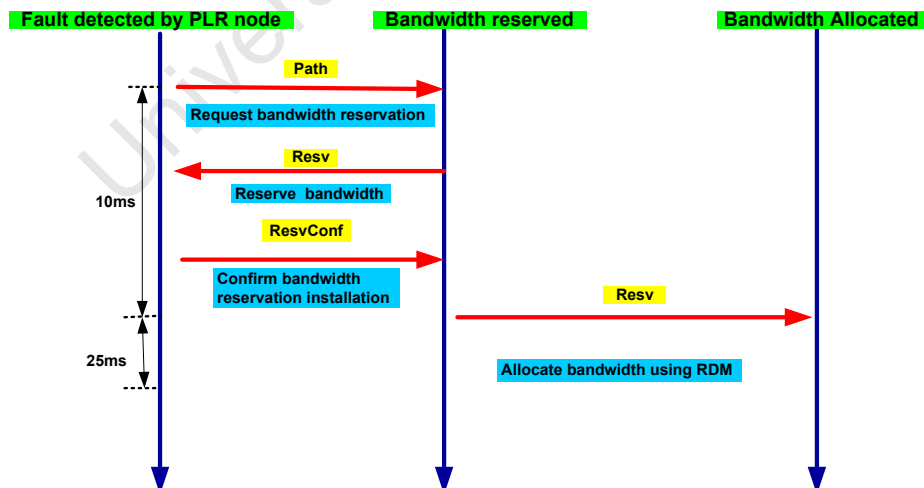 Fault detected by PLR node
Bandwidth reserved
Bandwidth Allocated
Path
Request bandwidth reservation
Resv
Reserve bandwidth
10ms
ResvConf
Confirm bandwidth
reservation installation
Resv
25ms
Allocate bandwidth using RDM